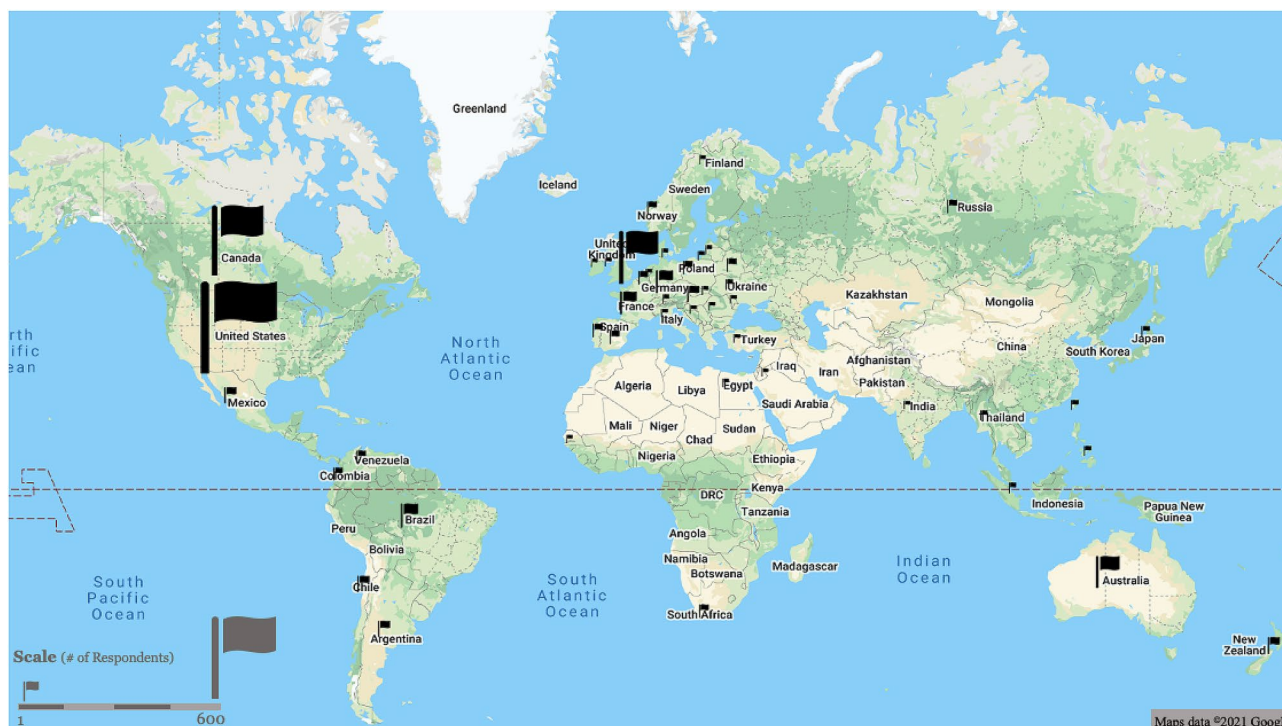 Greenland
Iceland
Finland
Sweden
Norway
Russia
Canada
United
Kingdom
Poland
Germany
Ukraine
France
Kazakhstan
Mongolia
United States
Spain
Italy
Turkey
Japan
North
Atlantic
Ocean
China
South Korea
Afghanistan
Iraq
Iran
Pakistan
Algeria
Libya
Egypt
Mexico
Saudi Arabia
India
Thailand
Mali
Niger
Chad
Sudan
Nigeria
Ethiopia
Venezuela
Colombia
DRC
Kenya
Indonesia
Papua New
Guinea
Tanzania
Brazil
Peru
Angola
Bolivia
Namibia
Madagascar
Indian
Ocean
Botswana
Australia
South
Pacific
Ocean
South
Atlantic
Ocean
Chile
South Africa
Argentina
New
Zealand
Scale (# of Respondents)
1
600
Maps data ©2021 Goog